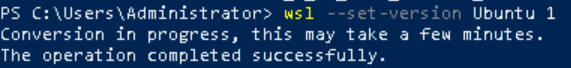 PS C:\Users\Administrator> wsl --set-version Ubuntu 1
Conversion in progress, this may take a few minutes.
The operation completed successfully.